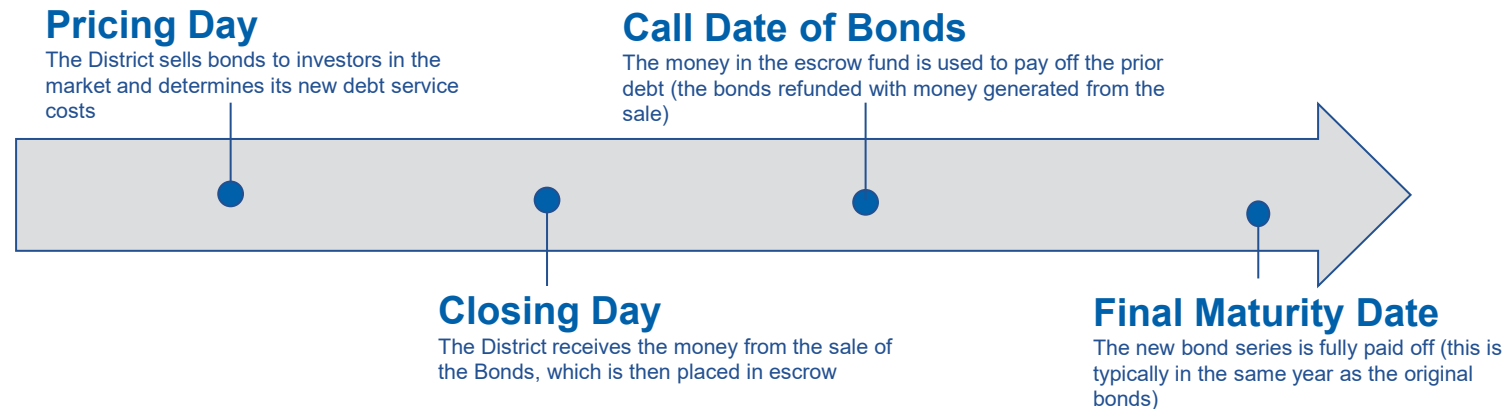 Pricing Day
The District sells bonds to investors in the
market and determines its new debt service
costs
Call Date of Bonds
The money in the escrow fund is used to pay off the prior
debt (the bonds refunded with money generated from the
sale)
Closing Day
The District receives the money from the sale of
the Bonds, which is then placed in escrow
Final Maturity Date
The new bond series is fully paid off (this is
typically in the same year as the original
bonds)